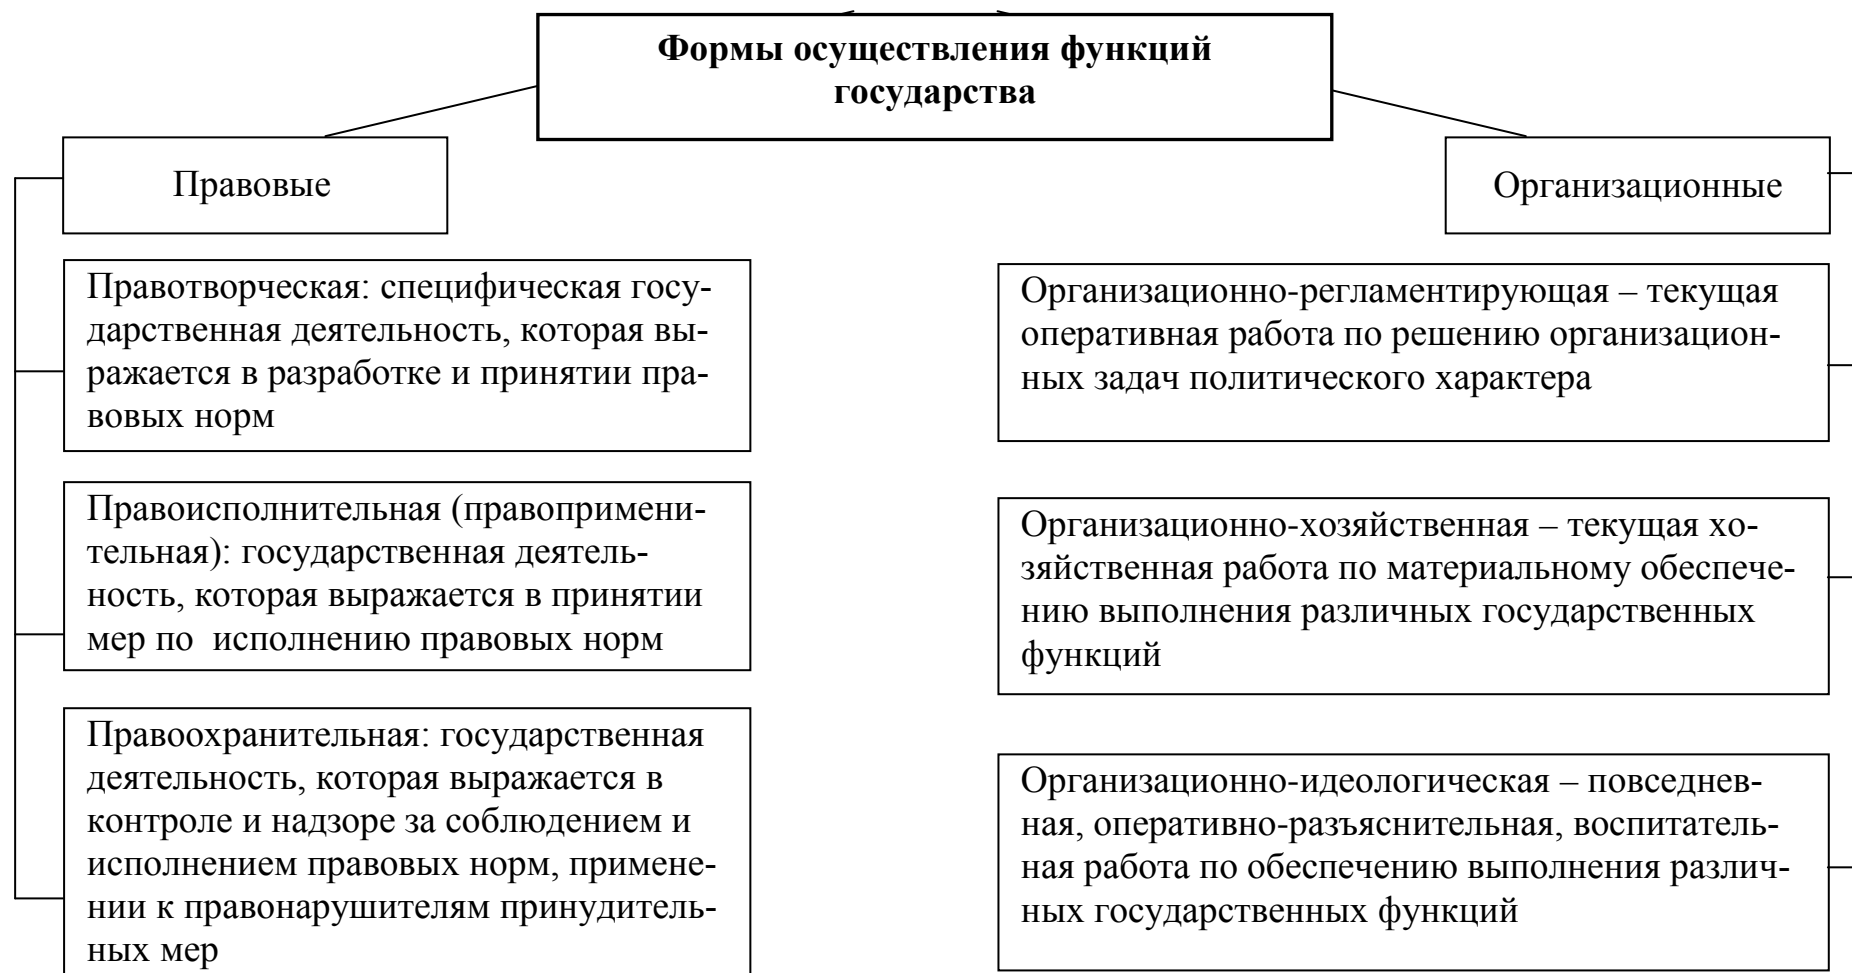 Формы осуществления функций
государства
Правовые
Организационные
Правотворческая: специфическая госу-
дарственная деятельность, которая вы-
ражается в разработке и принятии пра-
вовых норм
Правоисполнительная (правоприmени-
тельная): государственная деятель-
ность, которая выражается в принятии
мер по  исполнению правовых норм
Правоохранительная: государственная
деятельность, которая выражается в
контроле и надзоре за соблюдением и
исполнением правовых норм, примене-
нии к правонарушителям принудитель-
ных мер
Организационно-регламентирующая – текущая
оперативная работа по решению организацион-
ных задач политического характера
Организационно-хозяйственная – текущая хо-
зяйственная работа по материальному обеспече-
нию выполнения различных государственных
функций
Организационно-идеологическая – повседнев-
ная, оперативно-разъяснительная, воспитатель-
ная работа по обеспечению выполнения различ-
ных государственных функций